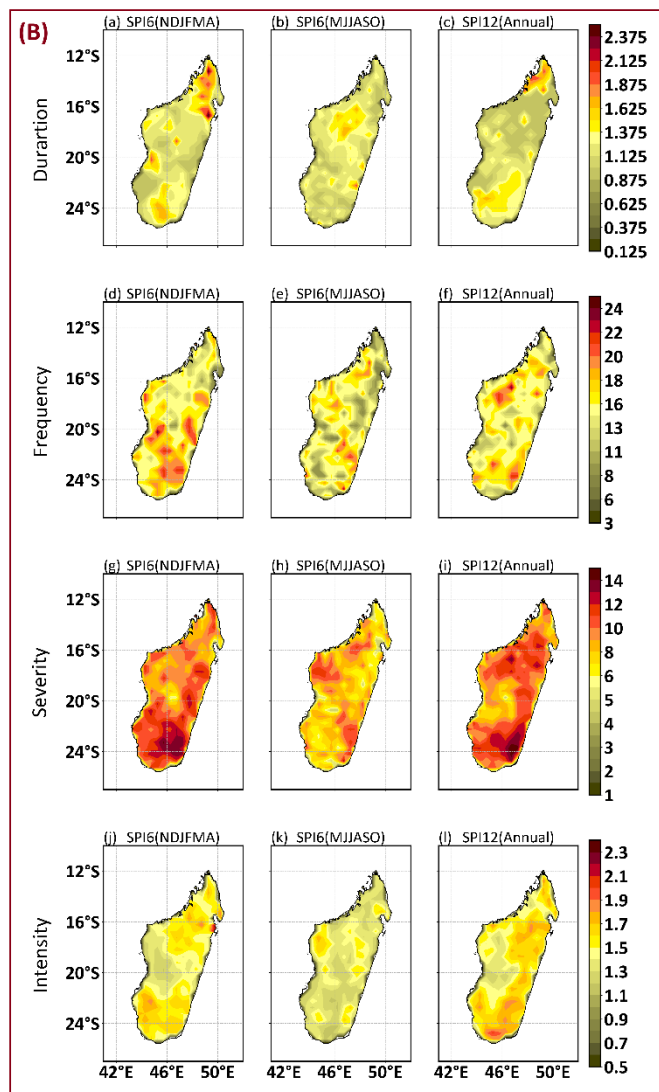 (B)
(a) SPI6(NDJFMA) (b) SPI6(MJJASO) (c) SPI12(Annual)
Durartion
12°S
16°S
20°S
24°S
2.375
2.125
1.875
1.625
1.375
1.125
0.875
0.625
0.375
0.125
(d) SPI6(NDJFMA) (e) SPI6(MJJASO) (f) SPI12(Annual)
Frequency
12°S
16°S
20°S
24°S
24
22
20
18
16
13
11
8
6
3
(g) SPI6(NDJFMA) (h) SPI6(MJJASO) (i) SPI12(Annual)
Severity
12°S
16°S
20°S
24°S
14
12
10
8
6
5
4
3
2
1
(j) SPI6(NDJFMA) (k) SPI6(MJJASO) (l) SPI12(Annual)
Intensity
12°S
16°S
20°S
24°S
2.3
2.1
1.9
1.7
1.5
1.3
1.1
0.9
0.7
0.5
42°E 46°E 50°E 42°E 46°E 50°E 42°E 46°E 50°E